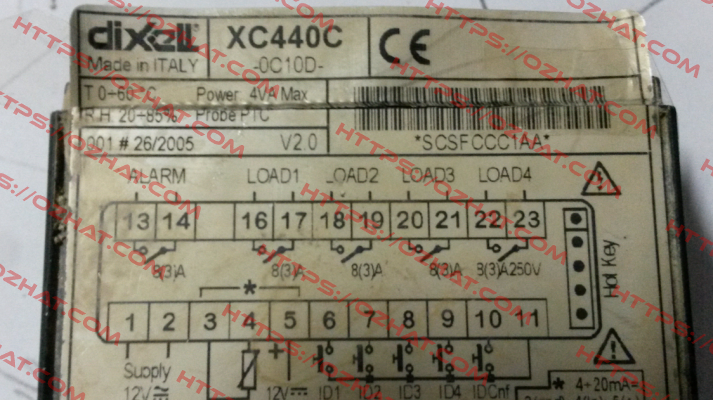 dixell XC440C
Made in ITALY -0C10D-
T 0÷60 °C Power: 4VA Max
R.H. 20÷85% Probe PTC
001 # 26/2005 V2.0 *SCSFCCC1AA*
ALARM LOAD1 LOAD2 LOAD3 LOAD4
13 14 16 17 18 19 20 21 22 23
8(3)A 8(3)A 8(3)A 8(3)A 8(3)A250V
Hot Key
*
1 2 3 4 5 6 7 8 9 10 11
Supply + * 4÷20mA=
12V 12V ID1 ID2 ID3 ID4 IDCnf
HTTPS://OZHAT.COM